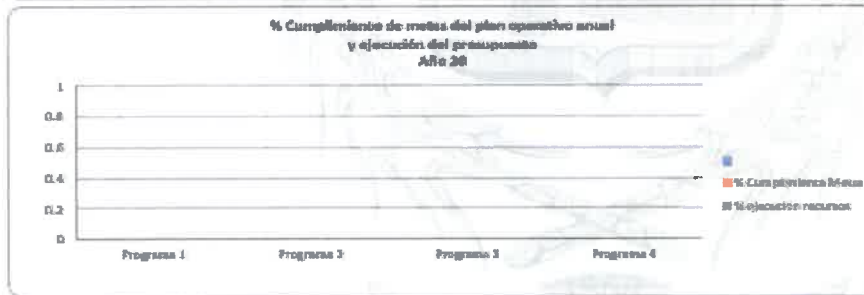 % Cumplimiento de metas del plan operativo anual
y ejecución del presupuesto
Año 20
1
0.8
0.6
0.4
0.2
0
Programa 1
Programa 2
Programa 3
Programa 4
% Cumplimiento Metas
% ejecución recursos